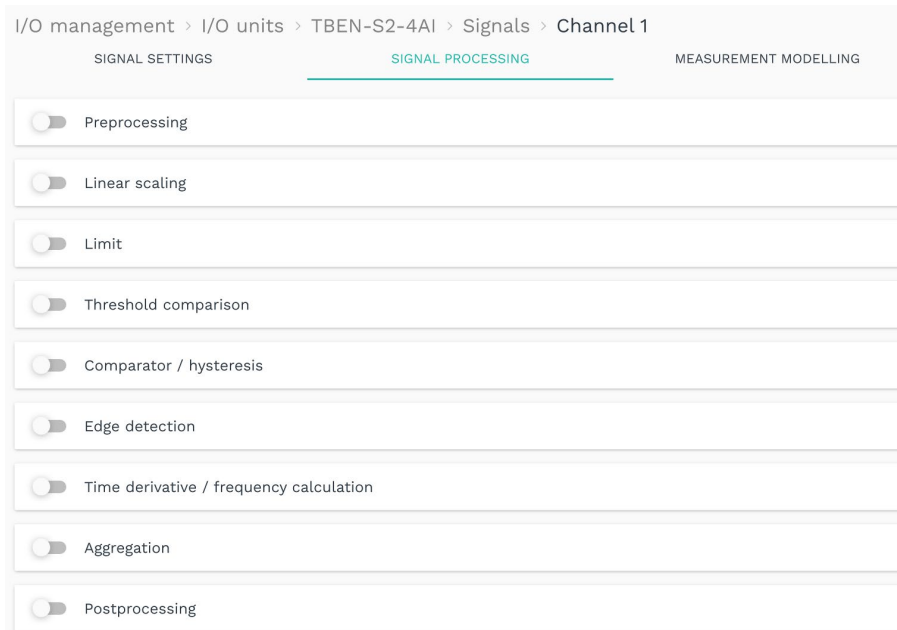 I/O management > I/O units > TBEN-S2-4AI > Signals > Channel 1
SIGNAL SETTINGS SIGNAL PROCESSING MEASUREMENT MODELLING
Preprocessing
Linear scaling
Limit
Threshold comparison
Comparator / hysteresis
Edge detection
Time derivative / frequency calculation
Aggregation
Postprocessing